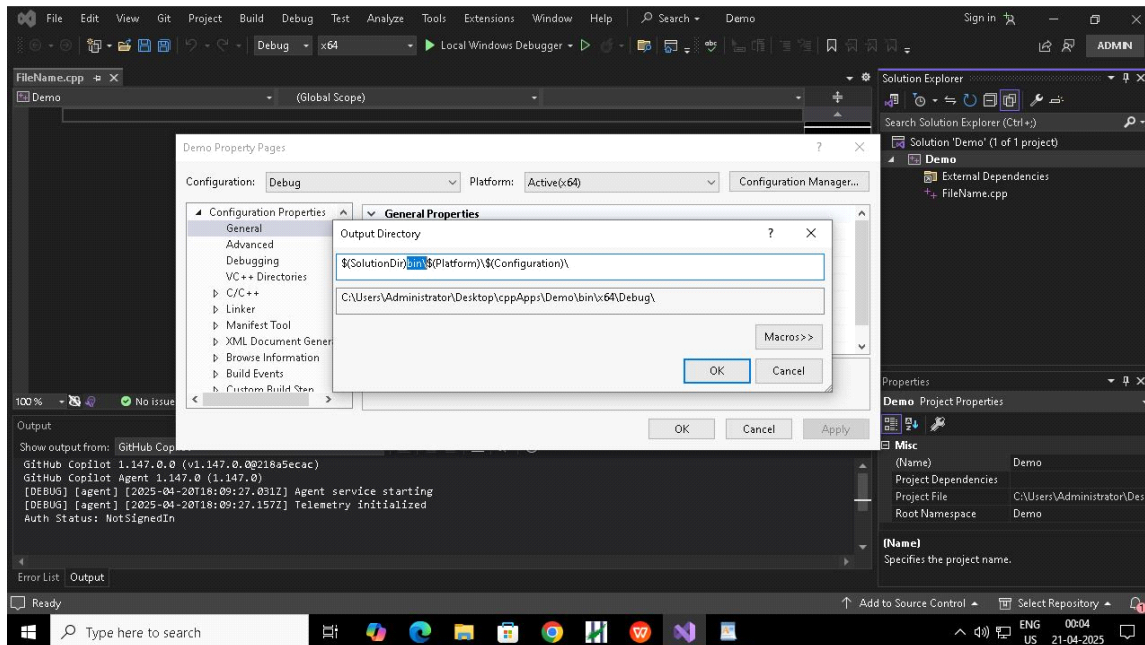 File Edit View Git Project Build Debug Test Analyze Tools Extensions Window Help Search Demo Sign in
Debug x64 Local Windows Debugger ADMIN
FileName.cpp
Demo (Global Scope)
Solution Explorer
Search Solution Explorer (Ctrl+;)
Solution 'Demo' (1 of 1 project)
Demo
External Dependencies
FileName.cpp
Demo Property Pages ?
Configuration: Debug Platform: Active(x64) Configuration Manager...
Configuration Properties
General
Advanced
Debugging
VC++ Directories
C/C++
Linker
Manifest Tool
XML Document Gener
Browse Information
Build Events
Custom Build Step
General Properties
Output Directory ?
$(SolutionDir)bin\$(Platform)\$(Configuration)\
C:\Users\Administrator\Desktop\cppApps\Demo\bin\x64\Debug\
Macros>>
OK Cancel
OK Cancel Apply
100 % No issue
Output
Show output from: GitHub Cop
GitHub Copilot 1.147.0.0 (v1.147.0.0@218a5ecac)
GitHub Copilot Agent 1.147.0 (1.147.0)
[DEBUG] [agent] [2025-04-20T18:09:27.031Z] Agent service starting
[DEBUG] [agent] [2025-04-20T18:09:27.157Z] Telemetry initialized
Auth Status: NotSignedIn
Error List Output
Properties
Demo Project Properties
Misc
(Name) Demo
Project Dependencies
Project File C:\Users\Administrator\Des
Root Namespace Demo
(Name)
Specifies the project name.
Ready Add to Source Control Select Repository 1
Type here to search ENG US 00:04 21-04-2025